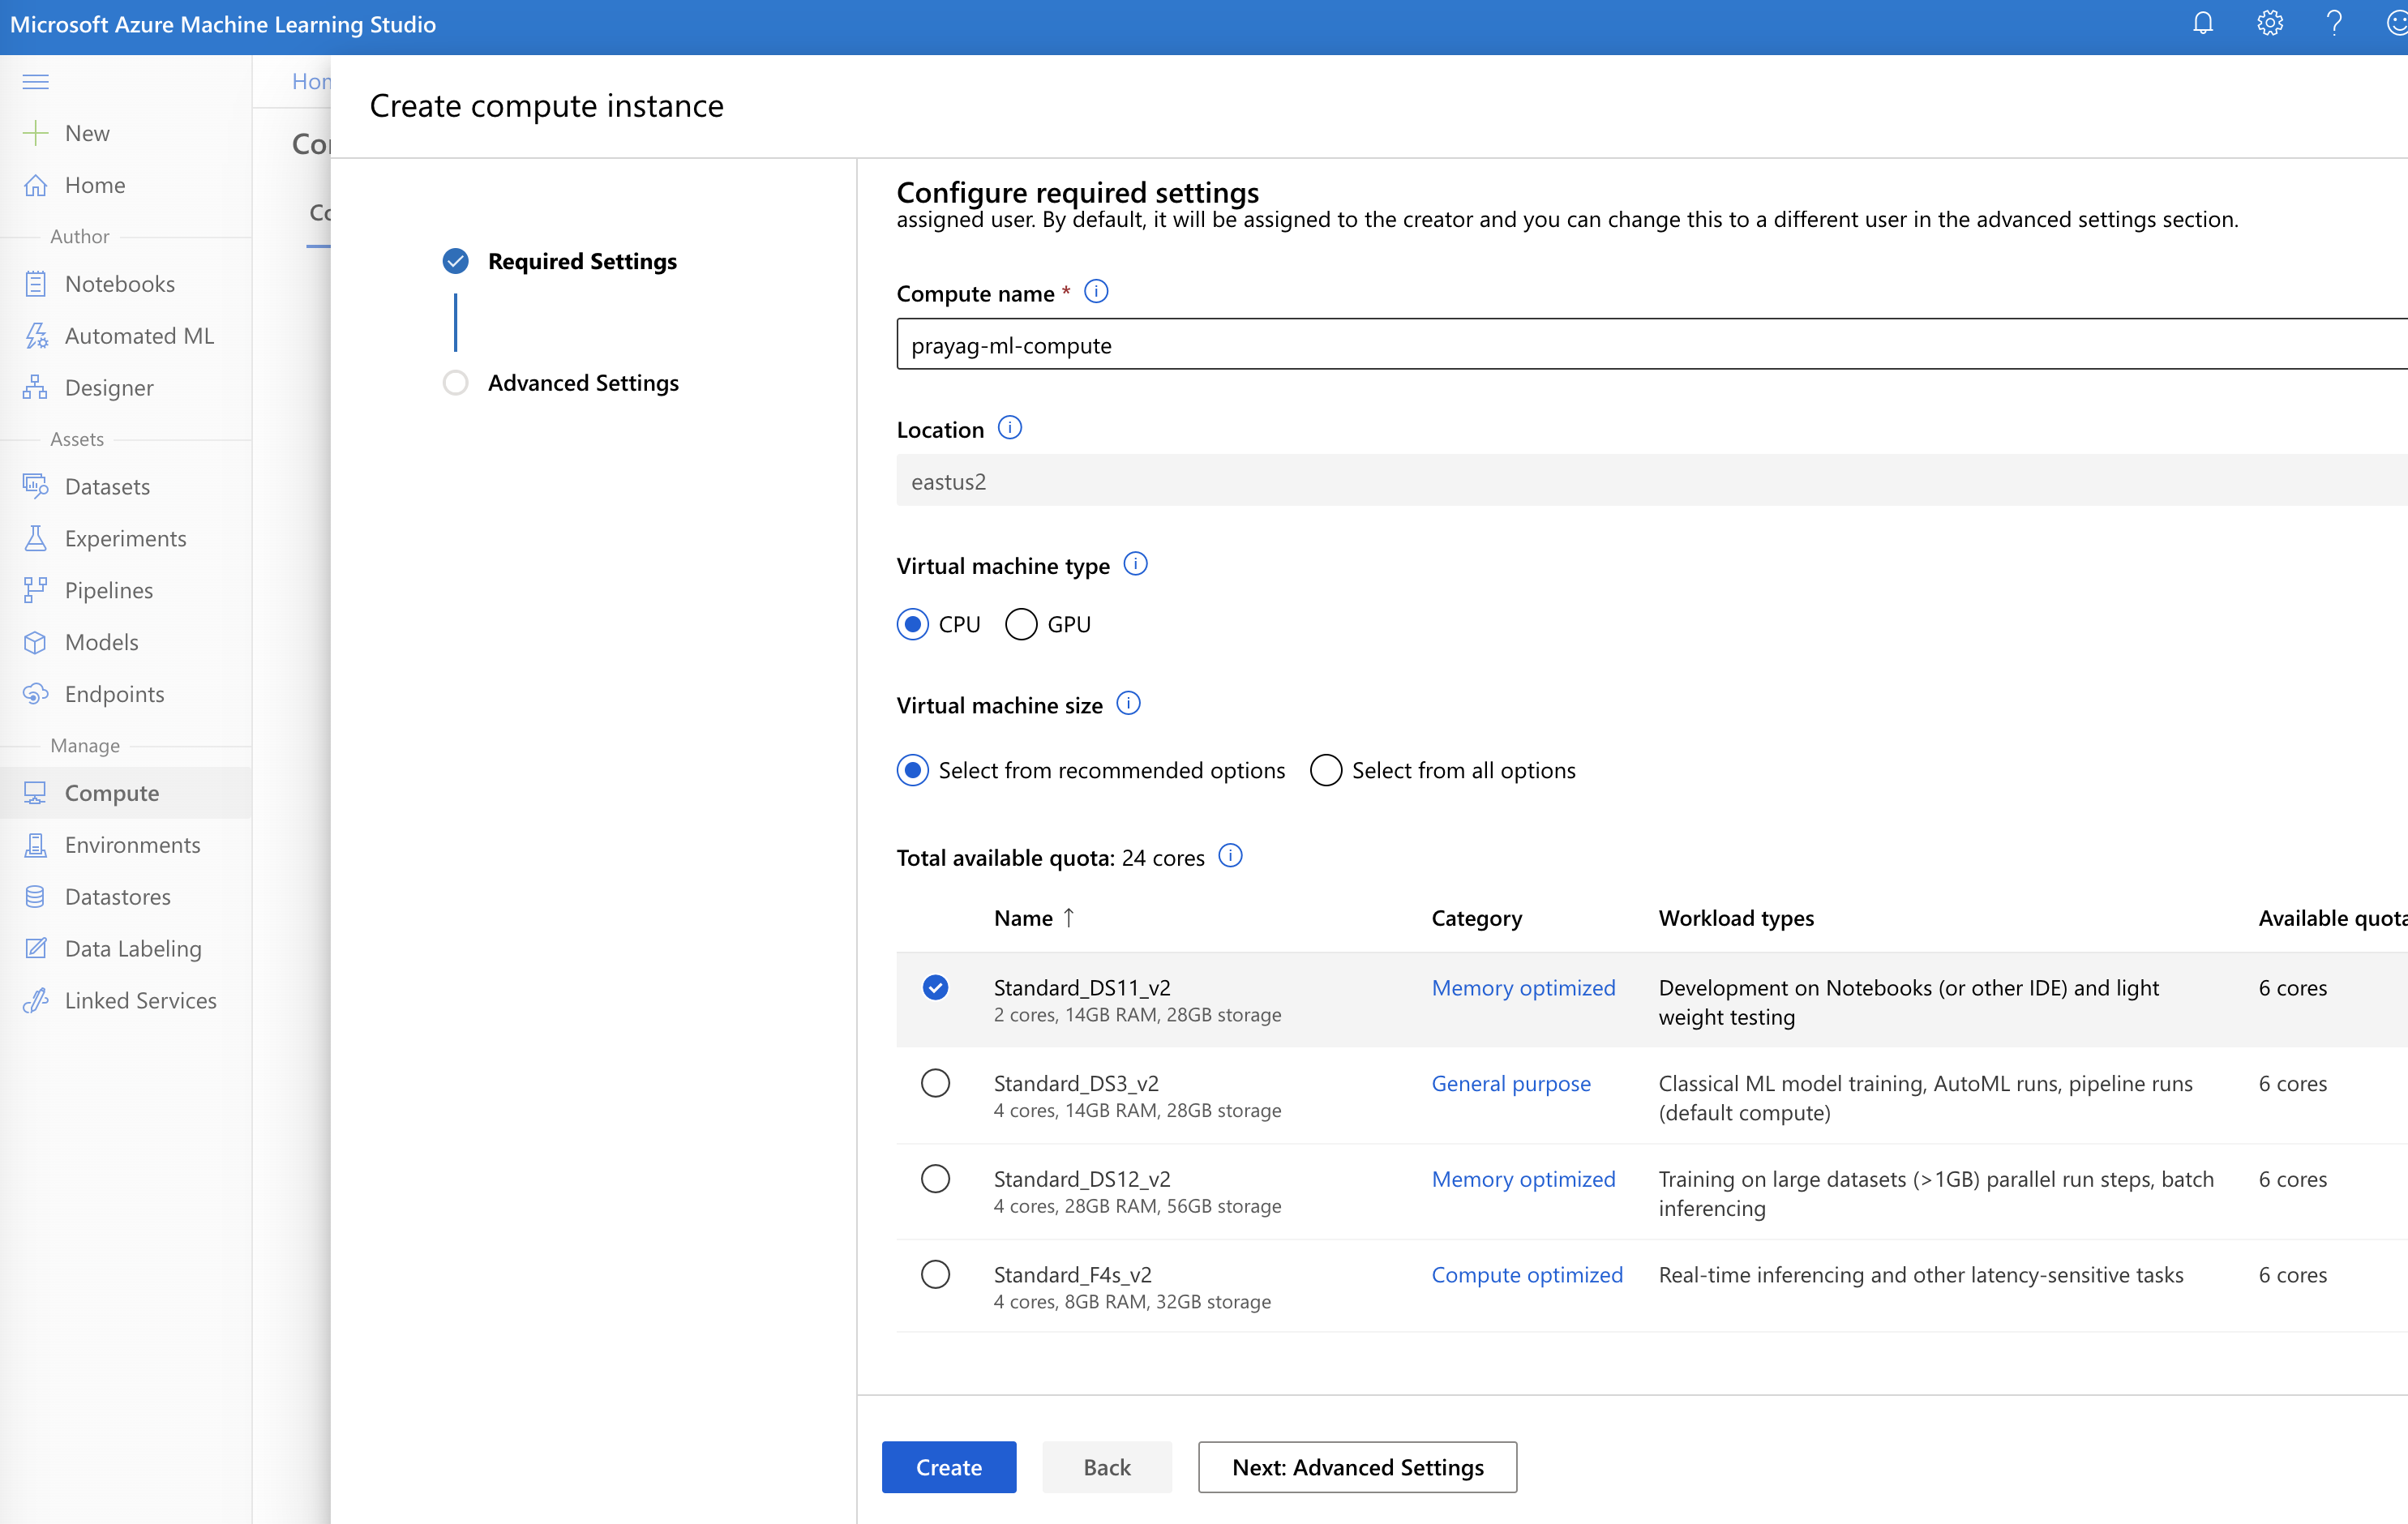 Microsoft Azure Machine Learning Studio
New
Home
Author
Notebooks
Automated ML
Designer
Assets
Datasets
Experiments
Pipelines
Models
Endpoints
Manage
Compute
Environments
Datastores
Data Labeling
Linked Services
Create compute instance
Required Settings
Advanced Settings
Configure required settings
assigned user. By default, it will be assigned to the creator and you can change this to a different user in the advanced settings section.
Compute name *
prayag-ml-compute
Location
eastus2
Virtual machine type
CPU GPU
Virtual machine size
Select from recommended options Select from all options
Total available quota: 24 cores
Name ↑ Category Workload types Available quota
Standard_DS11_v2 Memory optimized Development on Notebooks (or other IDE) and light 6 cores
2 cores, 14GB RAM, 28GB storage weight testing
Standard_DS3_v2 General purpose Classical ML model training, AutoML runs, pipeline runs 6 cores
4 cores, 14GB RAM, 28GB storage (default compute)
Standard_DS12_v2 Memory optimized Training on large datasets (>1GB) parallel run steps, batch 6 cores
4 cores, 28GB RAM, 56GB storage inferencing
Standard_F4s_v2 Compute optimized Real-time inferencing and other latency-sensitive tasks 6 cores
4 cores, 8GB RAM, 32GB storage
Create Back Next: Advanced Settings